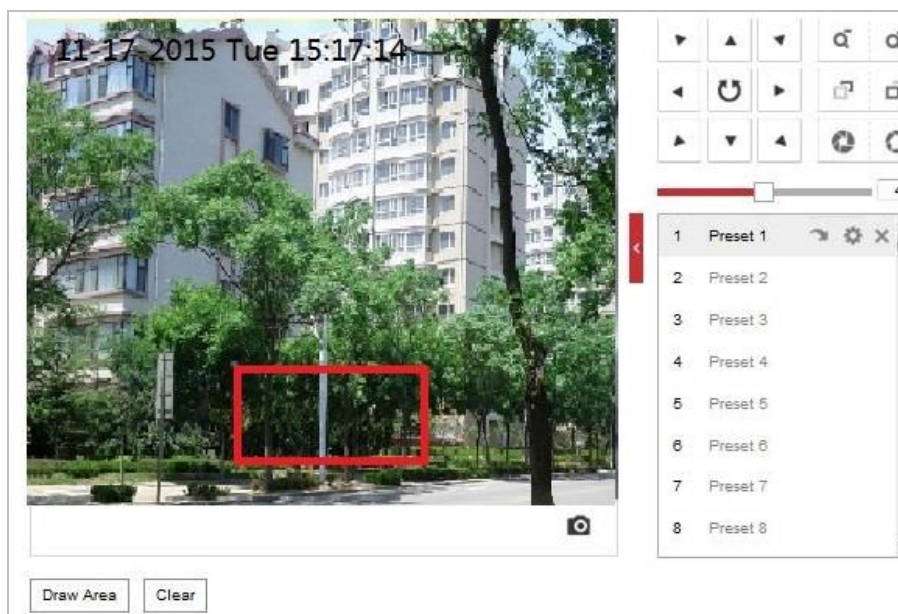 11-17-2015 Tue 15:17:14
4
1 Preset 1
2 Preset 2
3 Preset 3
4 Preset 4
5 Preset 5
6 Preset 6
7 Preset 7
8 Preset 8
Draw Area Clear